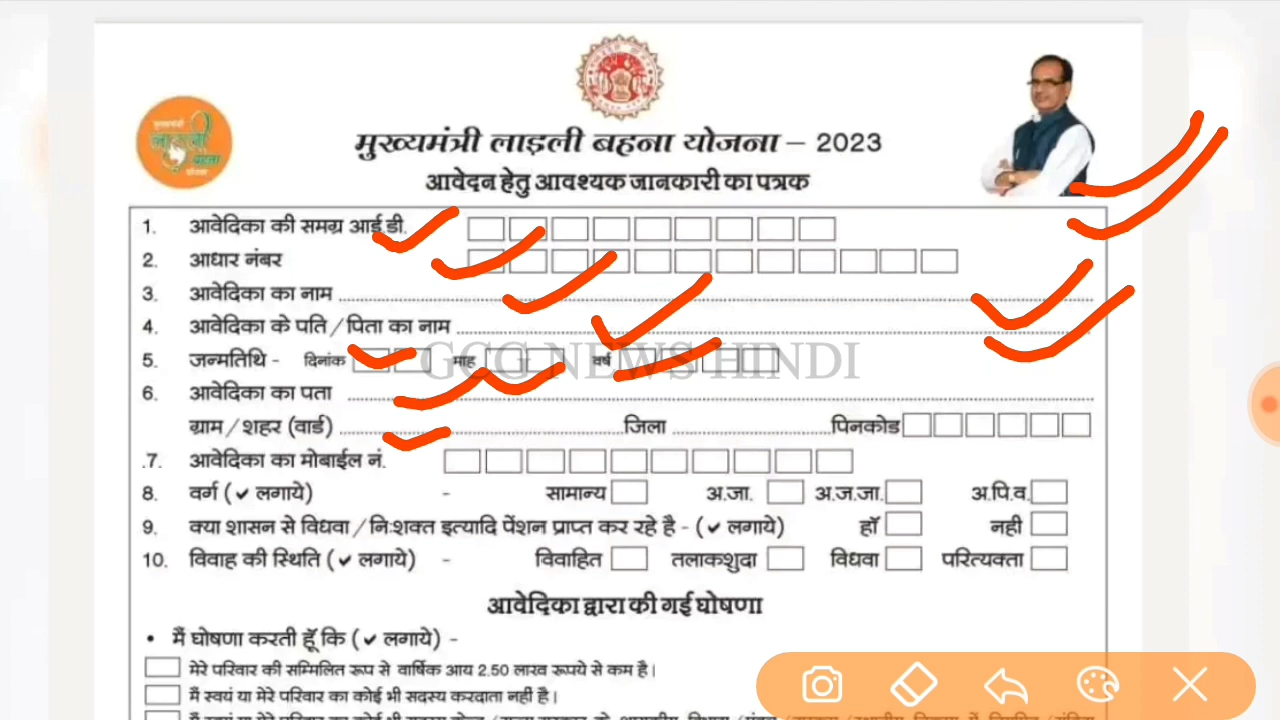 मुख्यमंत्री लाड़ली बहना योजना – 2023
आवेदन हेतु आवश्यक जानकारी का पत्रक
1. आवेदिका की समग्र आई.डी.
2. आधार नंबर
3. आवेदिका का नाम
4. आवेदिका के पति / पिता का नाम
5. जन्मतिथि - दिनांक माह वर्ष
GCG NEWS HINDI
6. आवेदिका का पता
ग्राम / शहर (वार्ड) जिला पिनकोड
.7. आवेदिका का मोबाईल नं.
8. वर्ग (✔ लगाये) - सामान्य अ.जा. अ.ज.जा. अ.पि.व.
9. क्या शासन से विधवा / नि:शक्त इत्यादि पेंशन प्राप्त कर रहे है - (✔ लगाये) हॉ नही
10. विवाह की स्थिति (✔ लगाये) - विवाहित तलाकशुदा विधवा परित्यक्ता
आवेदिका द्वारा की गई घोषणा
• मैं घोषणा करती हूँ कि (✔ लगाये) -
मेरे परिवार की सम्मिलित रूप से वार्षिक आय 2.50 लाख रूपये से कम है।
मैं स्वयं या मेरे परिवार का कोई भी सदस्य करदाता नहीं है।